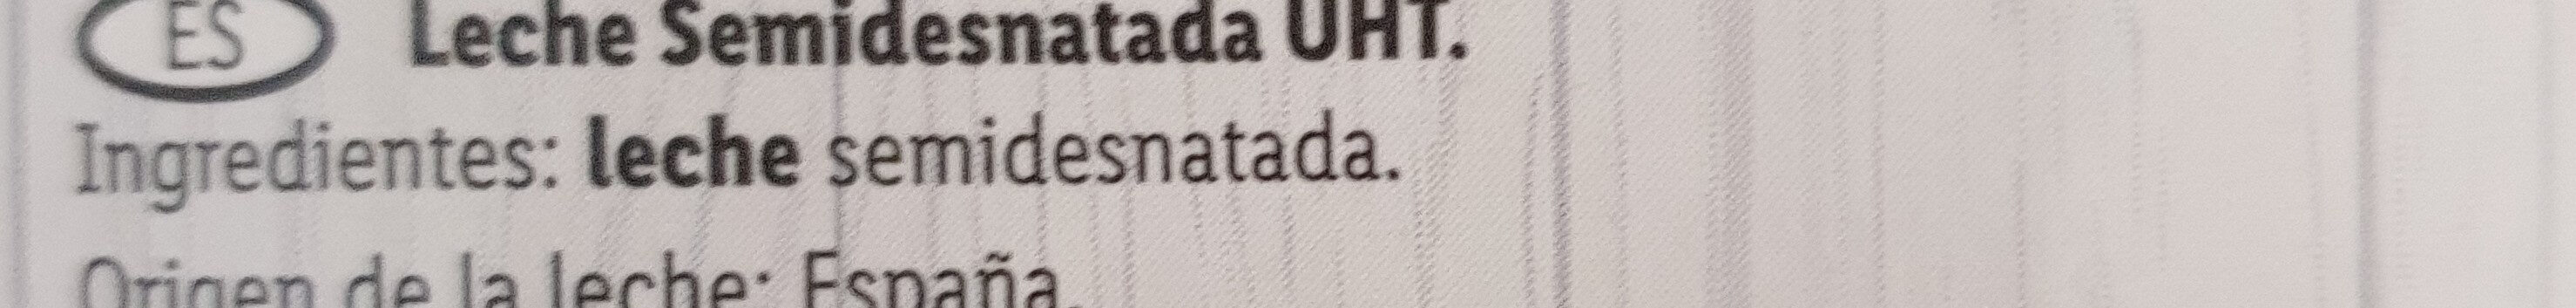 ES Leche Semidesnatada UHT.
Ingredientes: leche semidesnatada.
Origen de la leche: España.